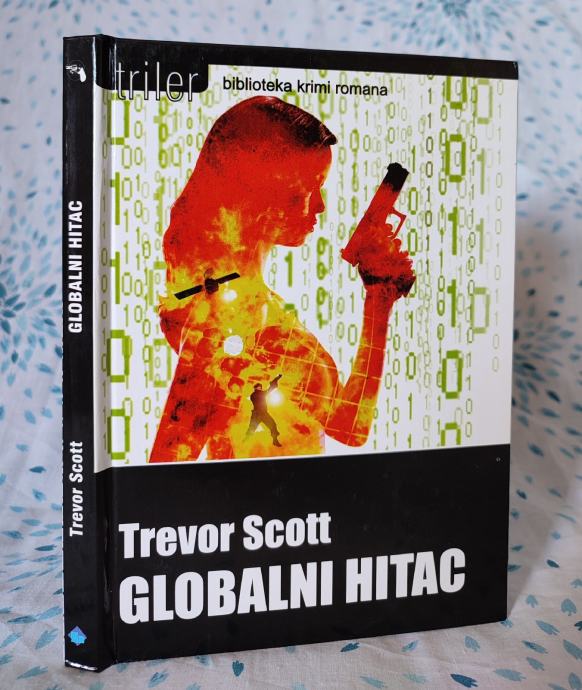 triler
biblioteka krimi romana
GLOBALNI HITAC
Trevor Scott
Trevor Scott
GLOBALNI HITAC